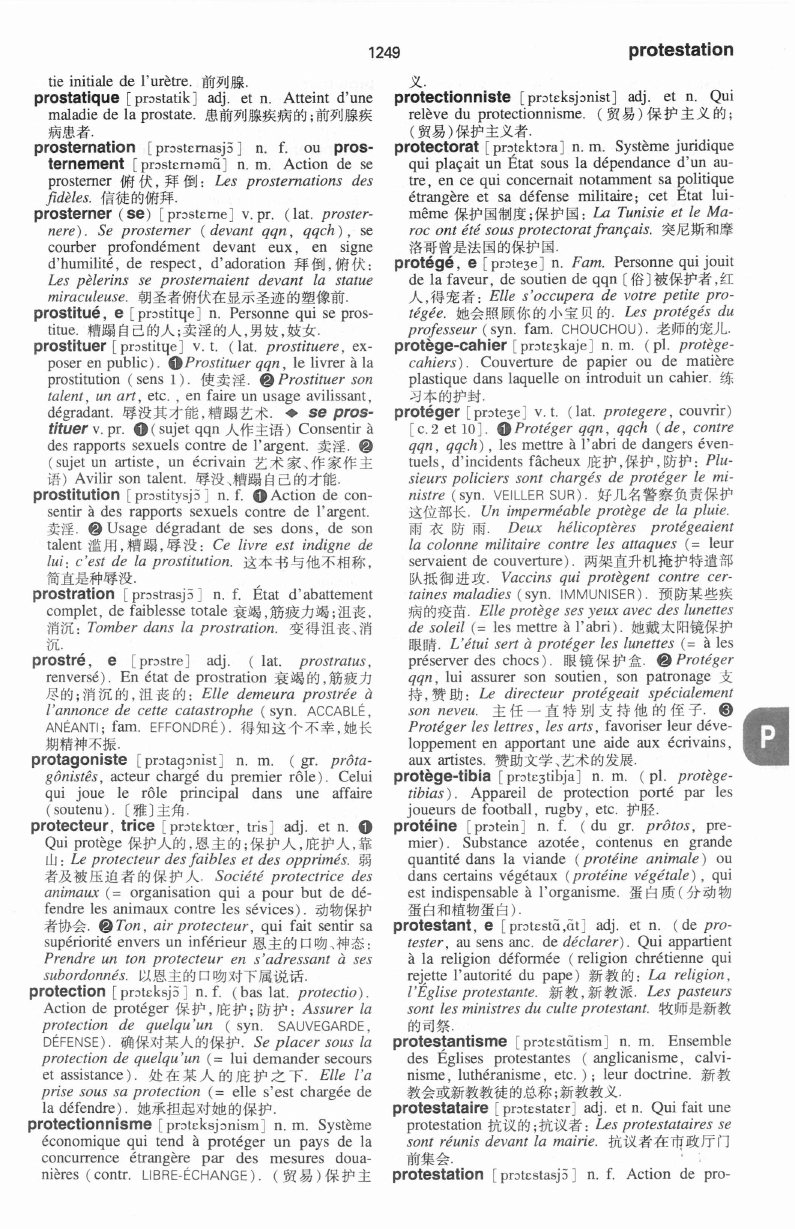 1249
protestation
tie initiale de l'urètre. 前列腺.
prostatique [prɔstatik] adj. et n. Atteint d'une
maladie de la prostate. 患前列腺疾病的;前列腺疾
病患者.
prosternation [prɔstɛrnasjɔ̃] n. f. ou pros-
ternement [prɔstɛrnəmɑ̃] n. m. Action de se
prosterner 俯伏,拜倒: Les prosternations des
fidèles. 信徒的俯拜.
prosterner (se) [prɔstɛrne] v. pr. (lat. proster-
nere). Se prosterner (devant qqn, qqch), se
courber profondément devant eux, en signe
d'humilité, de respect, d'adoration 拜倒,俯伏:
Les pèlerins se prosternaient devant la statue
miraculeuse. 朝圣者俯伏在显示圣迹的塑像前.
prostitué, e [prɔstitɥe] n. Personne qui se pros-
titue. 糟蹋自己的人;卖淫的人,男妓,妓女.
prostituer [prɔstitɥe] v. t. (lat. prostituere, ex-
poser en public). ❶Prostituer qqn, le livrer à la
prostitution (sens 1). 使卖淫. ❷Prostituer son
talent, un art, etc. , en faire un usage avilissant,
dégradant. 辱没其才能,糟蹋艺术. ◆ se pros-
tituer v. pr. ❶(sujet qqn 人作主语) Consentir à
des rapports sexuels contre de l'argent. 卖淫. ❷
(sujet un artiste, un écrivain 艺术家、作家作主
语) Avilir son talent. 辱没、糟蹋自己的才能.
prostitution [prɔstitysjɔ̃] n. f. ❶Action de con-
sentir à des rapports sexuels contre de l'argent.
卖淫. ❷Usage dégradant de ses dons, de son
talent 滥用,糟蹋,辱没: Ce livre est indigne de
lui: c'est de la prostitution. 这本书与他不相称,
简直是种辱没.
prostration [prɔstrasjɔ̃] n. f. État d'abattement
complet, de faiblesse totale 衰竭,筋疲力竭;沮丧,
消沉: Tomber dans la prostration. 变得沮丧、消
沉.
prostré, e [prɔstre] adj. ( lat. prostratus,
renversé). En état de prostration 衰竭的,筋疲力
尽的;消沉的,沮丧的: Elle demeura prostrée à
l'annonce de cette catastrophe (syn. ACCABLÉ,
ANÉANTI; fam. EFFONDRÉ). 得知这个不幸,她长
期精神不振.
protagoniste [prɔtagɔnist] n. m. ( gr. prôta-
gônistês, acteur chargé du premier rôle). Celui
qui joue le rôle principal dans une affaire
(soutenu). [雅]主角.
protecteur, trice [prɔtɛktœr, tris] adj. et n. ❶
Qui protège 保护人的,恩主的;保护人,庇护人,靠
山: Le protecteur des faibles et des opprimés. 弱
者及被压迫者的保护人. Société protectrice des
animaux (= organisation qui a pour but de dé-
fendre les animaux contre les sévices). 动物保护
者协会. ❷Ton, air protecteur, qui fait sentir sa
supériorité envers un inférieur 恩主的口吻、神态:
Prendre un ton protecteur en s'adressant à ses
subordonnés. 以恩主的口吻对下属说话.
protection [prɔtɛksjɔ̃] n. f. (bas lat. protectio).
Action de protéger 保护,庇护;防护: Assurer la
protection de quelqu'un ( syn. SAUVEGARDE,
DÉFENSE). 确保对某人的保护. Se placer sous la
protection de quelqu'un (= lui demander secours
et assistance). 处在某人的庇护之下. Elle l'a
prise sous sa protection (= elle s'est chargée de
la défendre). 她承担起对她的保护.
protectionnisme [prɔtɛksjɔnism] n. m. Système
économique qui tend à protéger un pays de la
concurrence étrangère par des mesures doua-
nières (contr. LIBRE-ÉCHANGE). (贸易)保护主
义.
protectionniste [prɔtɛksjɔnist] adj. et n. Qui
relève du protectionnisme. (贸易)保护主义的;
(贸易)保护主义者.
protectorat [prɔtɛktɔra] n. m. Système juridique
qui plaçait un État sous la dépendance d'un au-
tre, en ce qui concernait notamment sa politique
étrangère et sa défense militaire; cet État lui-
même 保护国制度;保护国: La Tunisie et le Ma-
roc ont été sous protectorat français. 突尼斯和摩
洛哥曾是法国的保护国.
protégé, e [prɔteʒe] n. Fam. Personne qui jouit
de la faveur, de soutien de qqn [俗]被保护者,红
人,得宠者: Elle s'occupera de votre petite pro-
tégée. 她会照顾你的小宝贝的. Les protégés du
professeur (syn. fam. CHOUCHOU). 老师的宠儿.
protège-cahier [prɔtɛʒkaje] n. m. (pl. protège-
cahiers). Couverture de papier ou de matière
plastique dans laquelle on introduit un cahier. 练
习本的护封.
protéger [prɔteʒe] v. t. (lat. protegere, couvrir)
[c. 2 et 10]. ❶Protéger qqn, qqch (de, contre
qqn, qqch), les mettre à l'abri de dangers éven-
tuels, d'incidents fâcheux 庇护,保护,防护: Plu-
sieurs policiers sont chargés de protéger le mi-
nistre (syn. VEILLER SUR). 好几名警察负责保护
这位部长. Un imperméable protège de la pluie.
雨衣防雨. Deux hélicoptères protégeaient
la colonne militaire contre les attaques (= leur
servaient de couverture). 两架直升机掩护特遣部
队抵御进攻. Vaccins qui protègent contre cer-
taines maladies (syn. IMMUNISER). 预防某些疾
病的疫苗. Elle protège ses yeux avec des lunettes
de soleil (= les mettre à l'abri). 她戴太阳镜保护
眼睛. L'étui sert à protéger les lunettes (= à les
préserver des chocs). 眼镜保护盒. ❷Protéger
qqn, lui assurer son soutien, son patronage 支
持,赞助: Le directeur protégeait spécialement
son neveu. 主任一直特别支持他的侄子. ❸
Protéger les lettres, les arts, favoriser leur déve-
loppement en apportant une aide aux écrivains,
aux artistes. 赞助文学、艺术的发展.
protège-tibia [prɔtɛʒtibja] n. m. ( pl. protège-
tibias). Appareil de protection porté par les
joueurs de football, rugby, etc. 护胫.
protéine [prɔtein] n. f. ( du gr. prôtos, pre-
mier). Substance azotée, contenus en grande
quantité dans la viande (protéine animale) ou
dans certains végétaux (protéine végétale), qui
est indispensable à l'organisme. 蛋白质(分动物
蛋白和植物蛋白).
protestant, e [prɔtɛstɑ̃,ɑ̃t] adj. et n. (de pro-
tester, au sens anc. de déclarer). Qui appartient
à la religion déformée (religion chrétienne qui
rejette l'autorité du pape) 新教的: La religion,
l'Église protestante. 新教,新教派. Les pasteurs
sont les ministres du culte protestant. 牧师是新教
的司祭.
protestantisme [prɔtɛstɑ̃tism] n. m. Ensemble
des Églises protestantes ( anglicanisme, calvi-
nisme, luthéranisme, etc. ); leur doctrine. 新教
教会或新教教徒的总称;新教教义.
protestataire [prɔtɛstatɛr] adj. et n. Qui fait une
protestation 抗议的;抗议者: Les protestataires se
sont réunis devant la mairie. 抗议者在市政厅门
前集会.
protestation [prɔtɛstasjɔ̃] n. f. Action de pro-
P